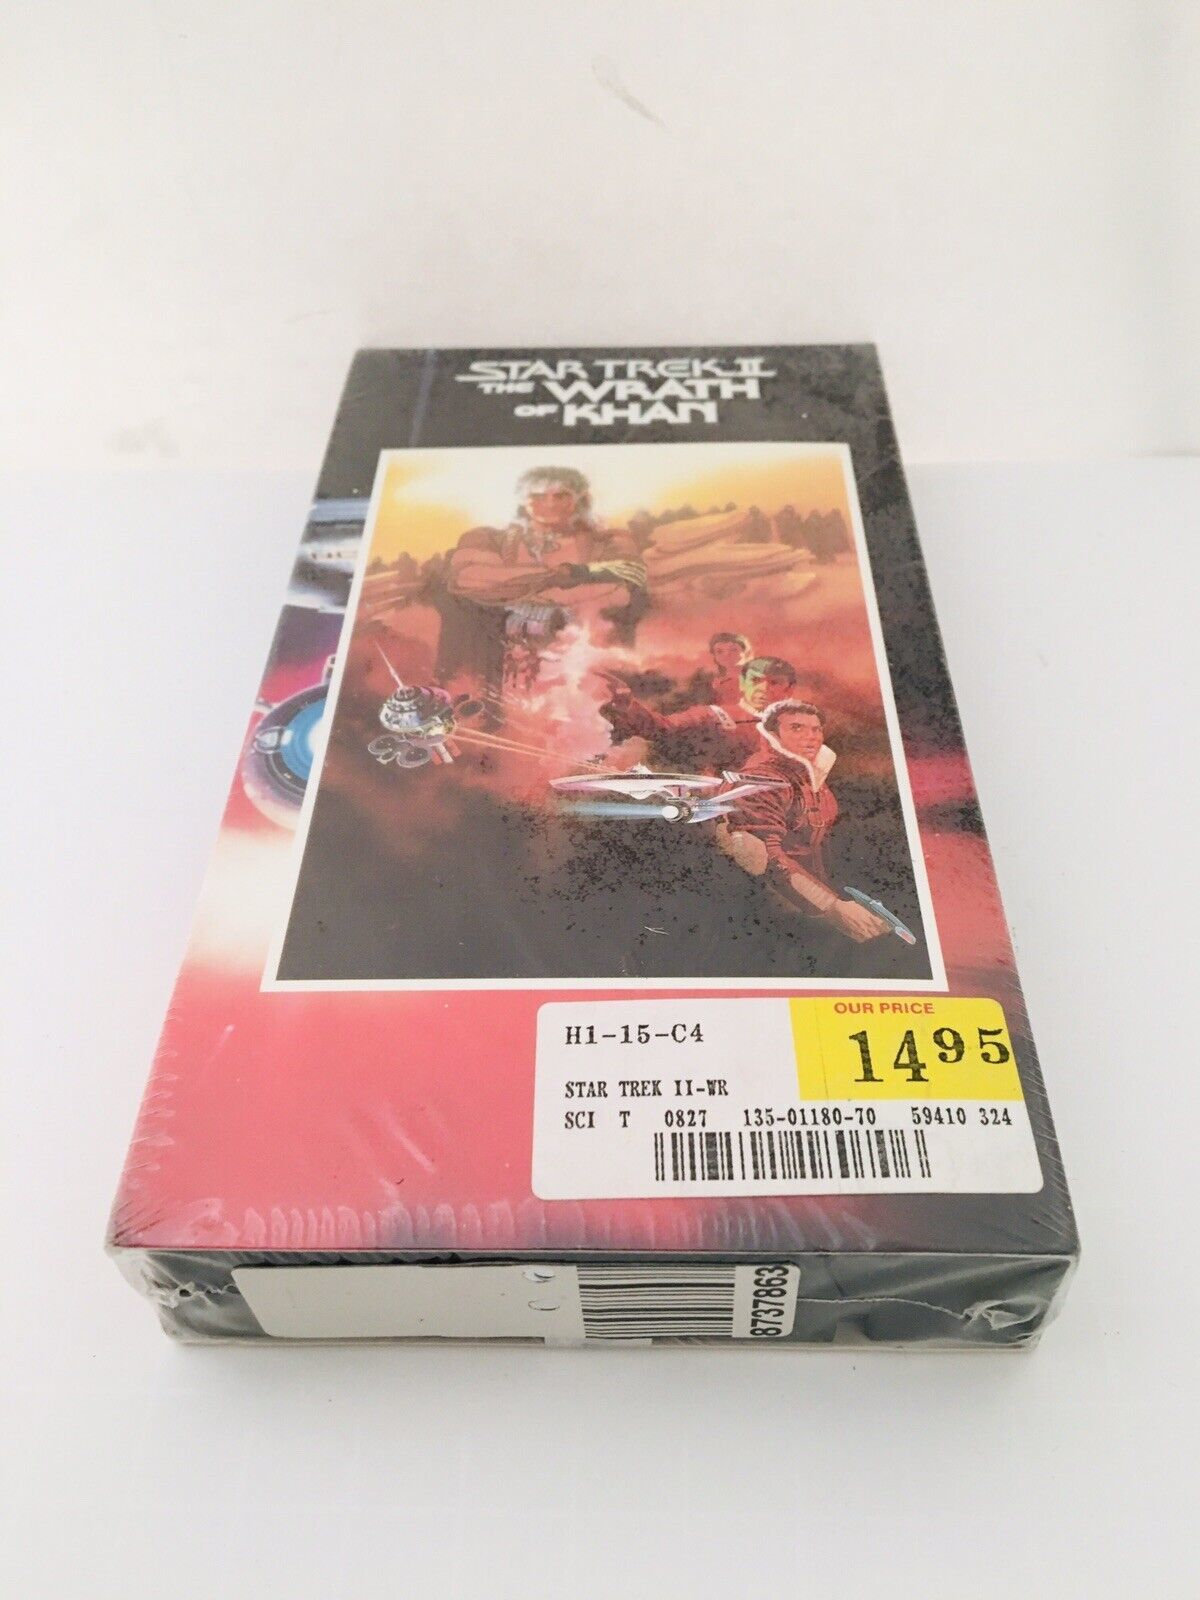 STAR TREK II
THE WRATH
OF KHAN
H1-15-C4
OUR PRICE
14 95
STAR TREK II-WR
SCI T 0827 135-01180-70 59410 324
8737863